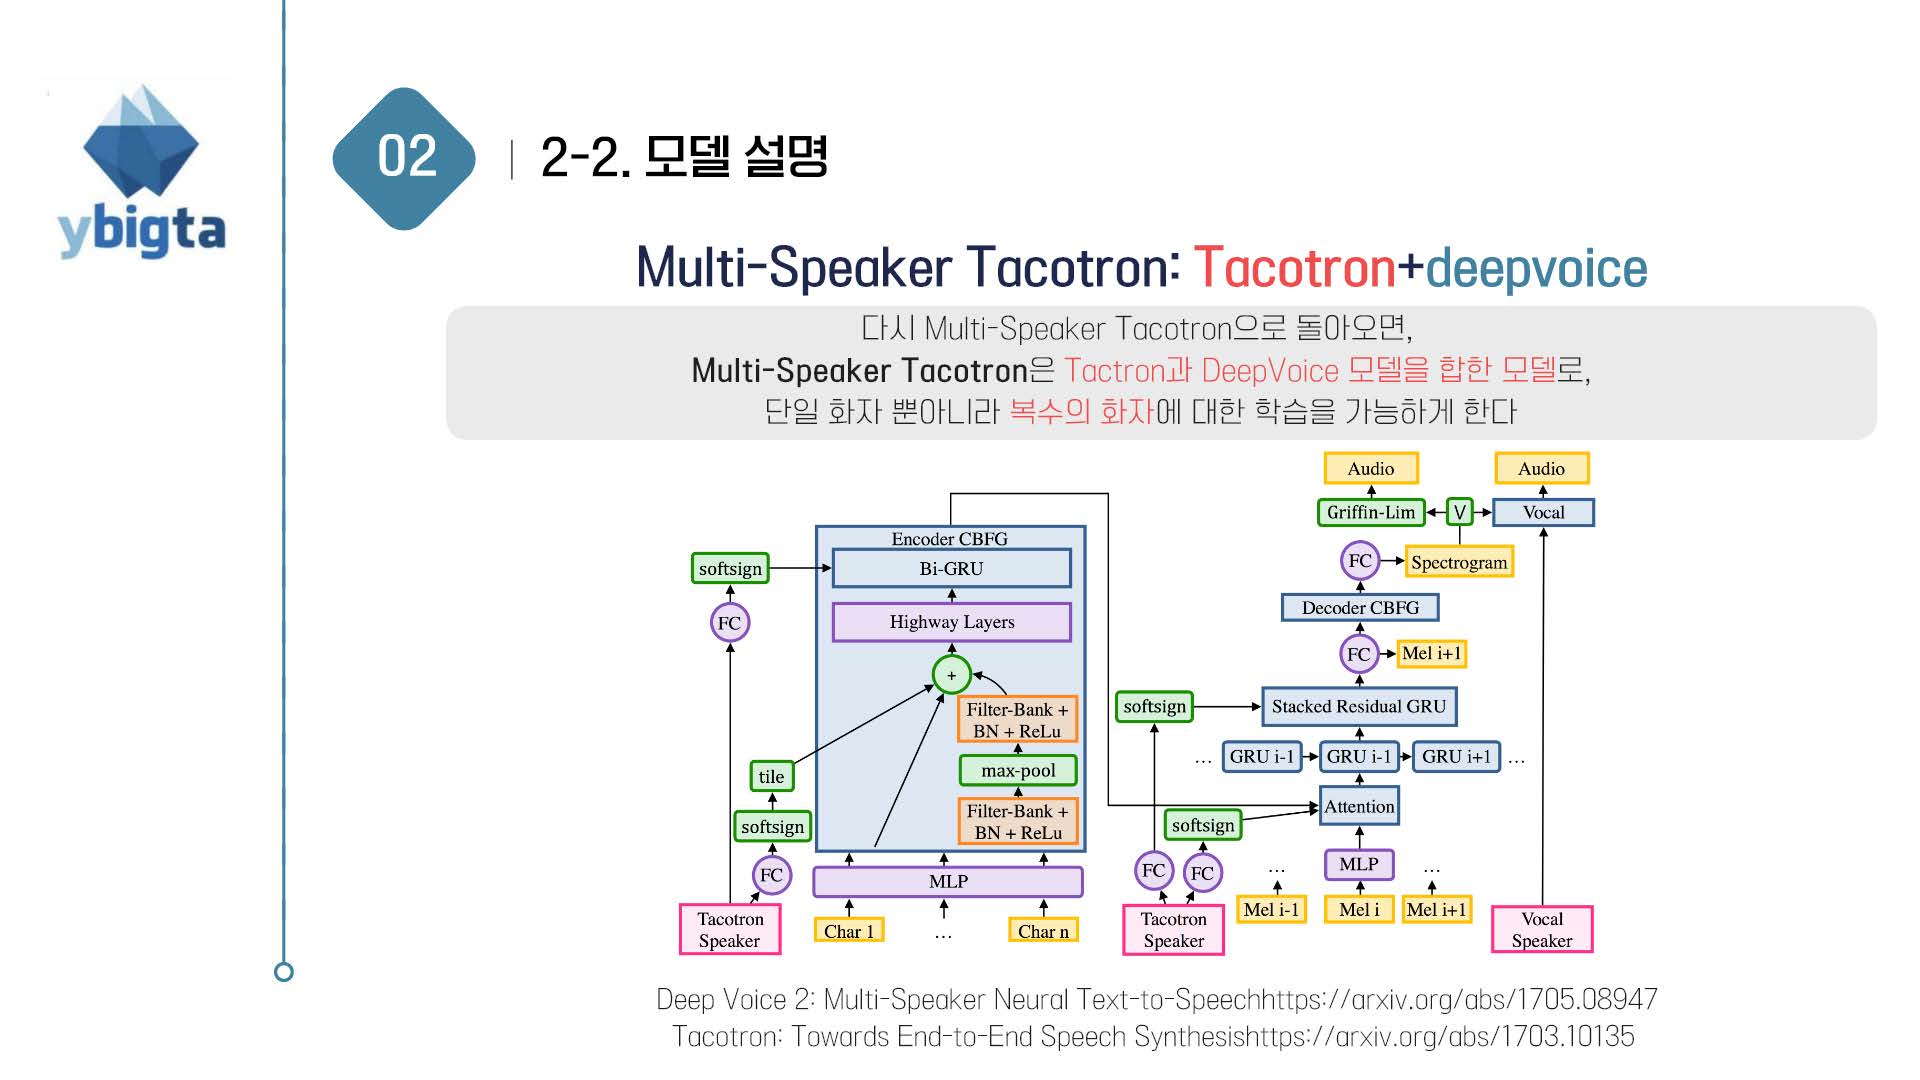 ybigta
02
2-2. 모델 설명
Multi-Speaker Tacotron: Tacotron+deepvoice
다시 Multi-Speaker Tacotron으로 돌아오면,
Multi-Speaker Tacotron은 Tactron과 DeepVoice 모델을 합한 모델로,
단일 화자 뿐아니라 복수의 화자에 대한 학습을 가능하게 한다
Encoder CBFG
softsign
Bi-GRU
FC
Highway Layers
+
Filter-Bank +
BN + ReLu
tile
max-pool
softsign
Filter-Bank +
BN + ReLu
FC
MLP
Tacotron
Speaker
Char 1
...
Char n
Audio
Audio
Griffin-Lim
V
Vocal
FC
Spectrogram
Decoder CBFG
FC
Mel i+1
softsign
Stacked Residual GRU
...
GRU i-1
GRU i-1
GRU i+1
...
Attention
softsign
FC
FC
MLP
...
...
Tacotron
Speaker
Mel i-1
Mel i
Mel i+1
Vocal
Speaker
Deep Voice 2: Multi-Speaker Neural Text-to-Speechhttps://arxiv.org/abs/1705.08947
Tacotron: Towards End-to-End Speech Synthesishttps://arxiv.org/abs/1703.10135